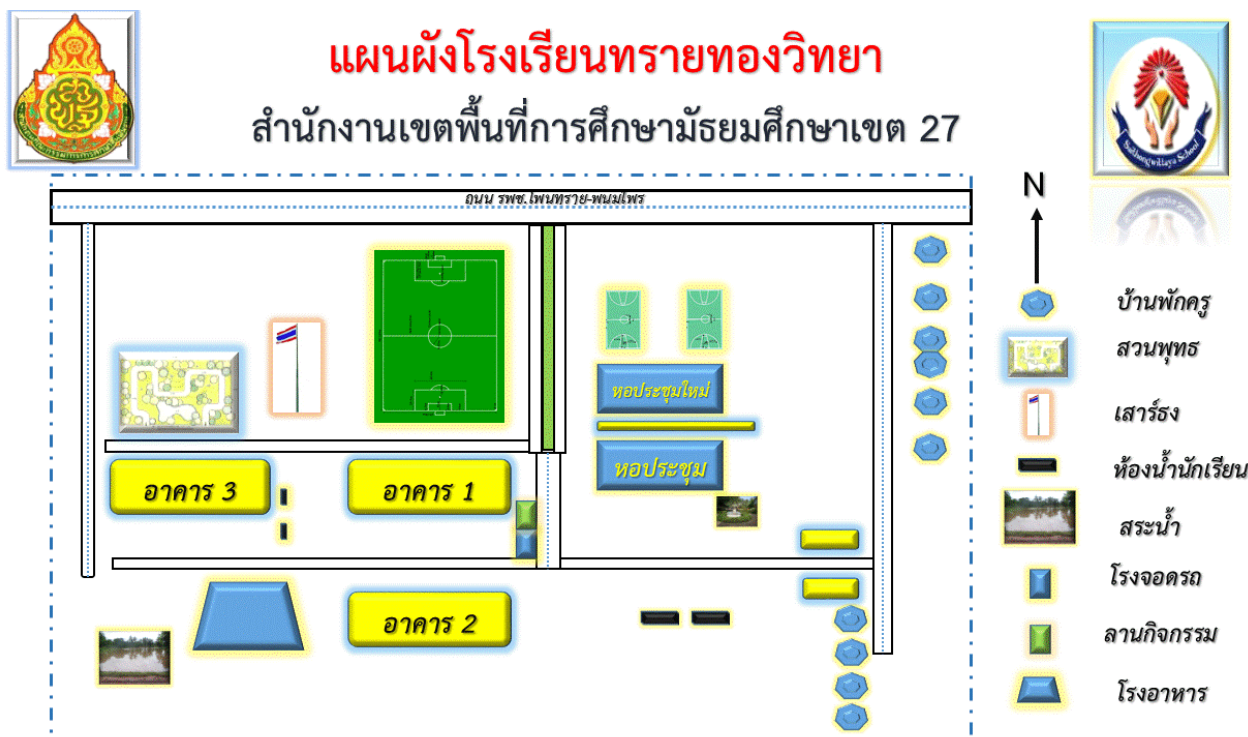 แผนผังโรงเรียนทรายทองวิทยา
สำนักงานเขตพื้นที่การศึกษามัธยมศึกษาเขต 27
Saithongwittaya School
ถนน รพช.โพนทราย-พนมไพร
N
บ้านพักครู
สวนพุทธ
เสาร์ธง
ห้องน้ำนักเรียน
สระน้ำ
โรงจอดรถ
ลานกิจกรรม
โรงอาหาร
หอประชุมใหม่
หอประชุม
อาคาร 3
อาคาร 1
อาคาร 2